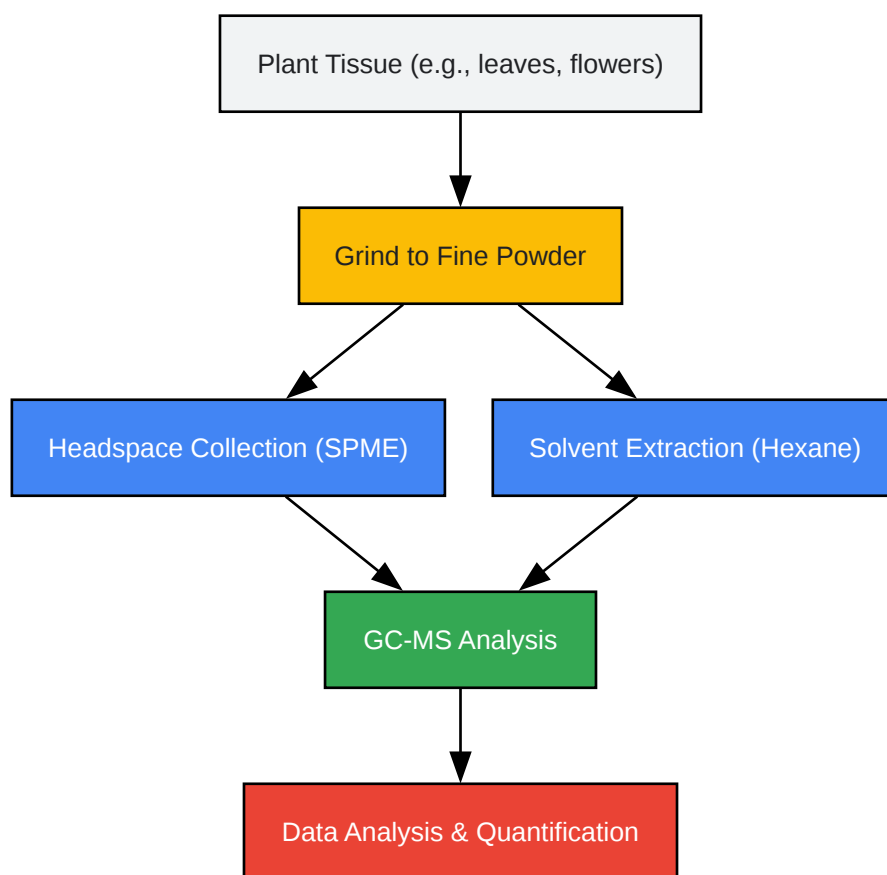 Plant Tissue (e.g., leaves, flowers)
Grind to Fine Powder
Headspace Collection (SPME)
Solvent Extraction (Hexane)
GC-MS Analysis
Data Analysis & Quantification